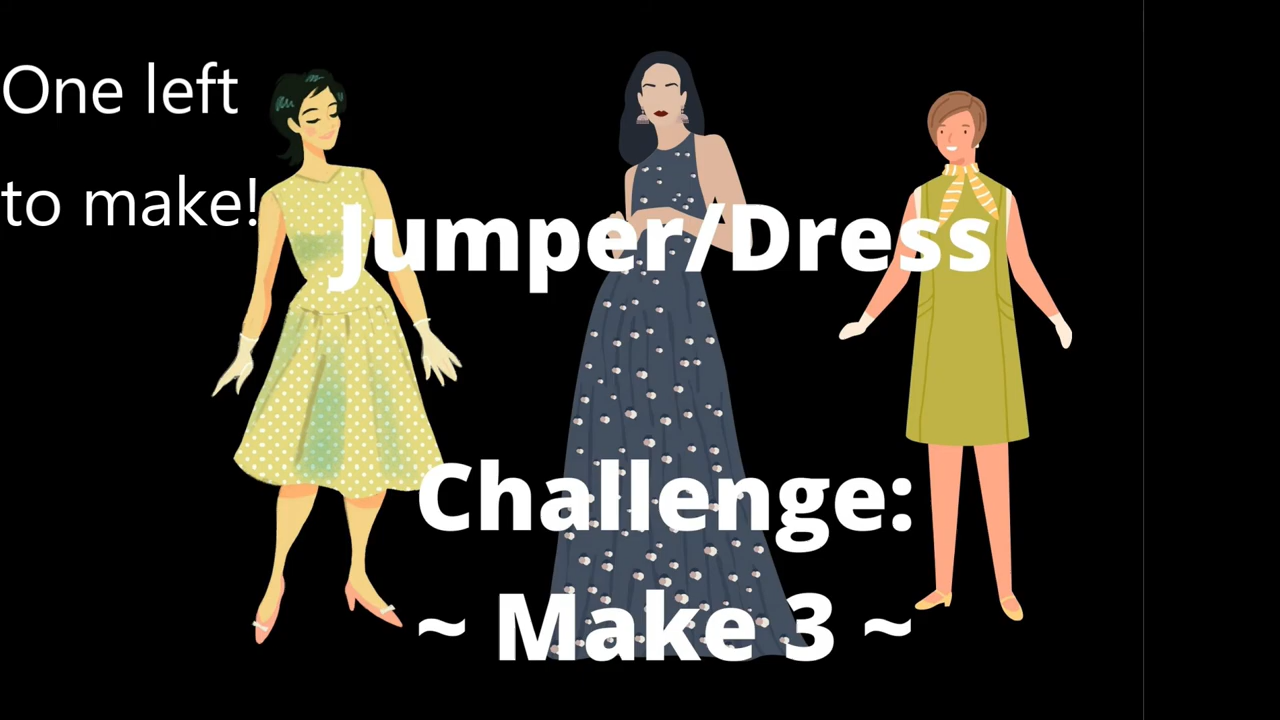 One left
to make!
Jumper/Dress
Challenge:
~ Make 3 ~